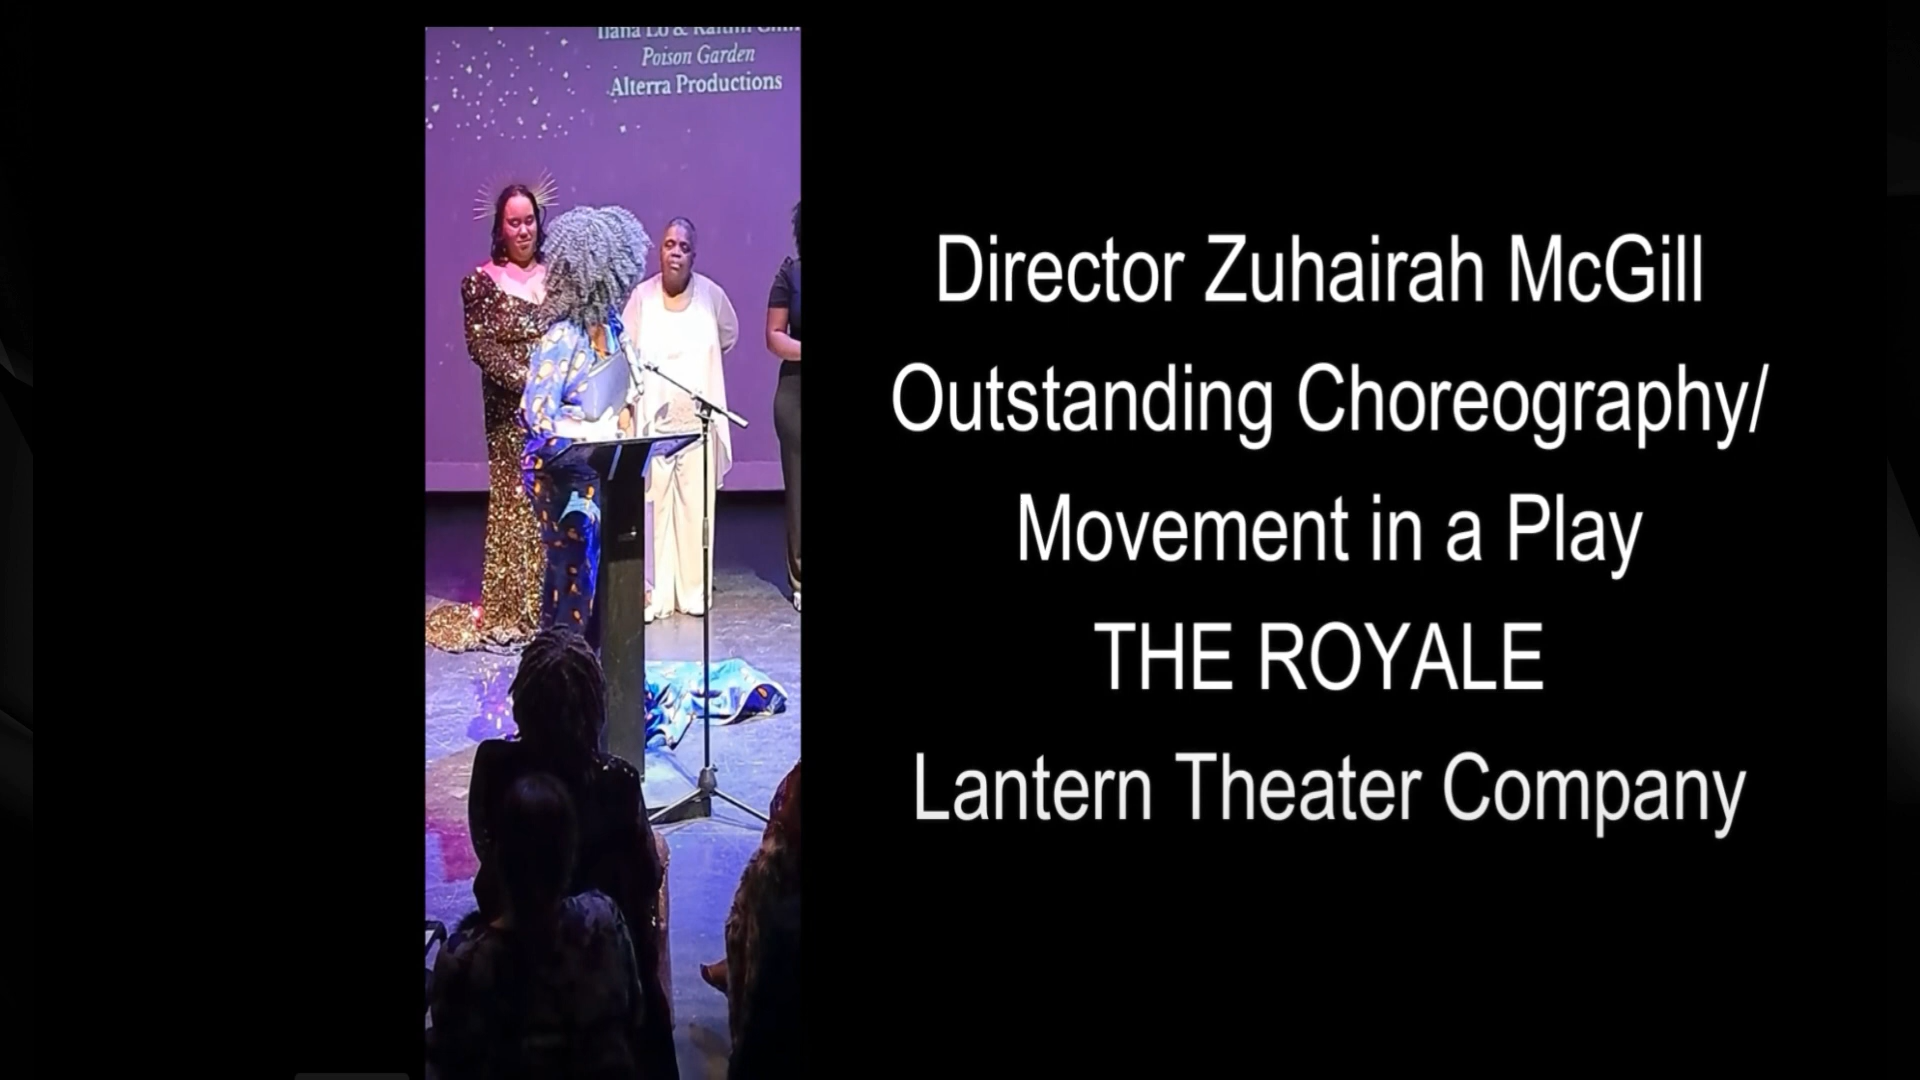 Poison Garden
Alterra Productions
Director Zuhairah McGill
Outstanding Choreography/
Movement in a Play
THE ROYALE
Lantern Theater Company